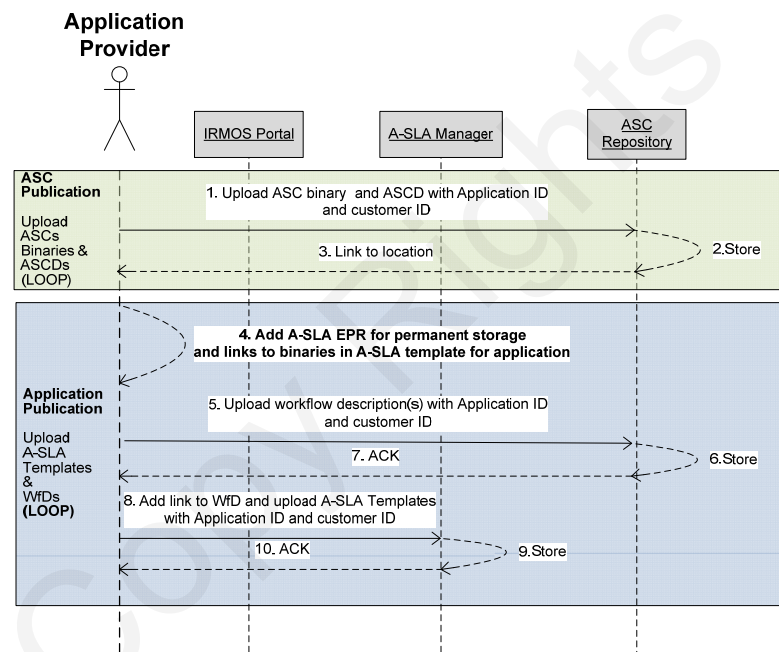 Application
Provider
IRMOS Portal
A-SLA Manager
ASC
Repository
ASC
Publication
Upload
ASCs
Binaries &
ASCDs
(LOOP)
1. Upload ASC binary and ASCD with Application ID
and customer ID
2.Store
3. Link to location
4. Add A-SLA EPR for permanent storage
and links to binaries in A-SLA template for application
Application
Publication
Upload
A-SLA
Templates
&
WfDs
(LOOP)
5. Upload workflow description(s) with Application ID
and customer ID
6.Store
7. ACK
8. Add link to WfD and upload A-SLA Templates
with Application ID and customer ID
9.Store
10. ACK
Copy Rights